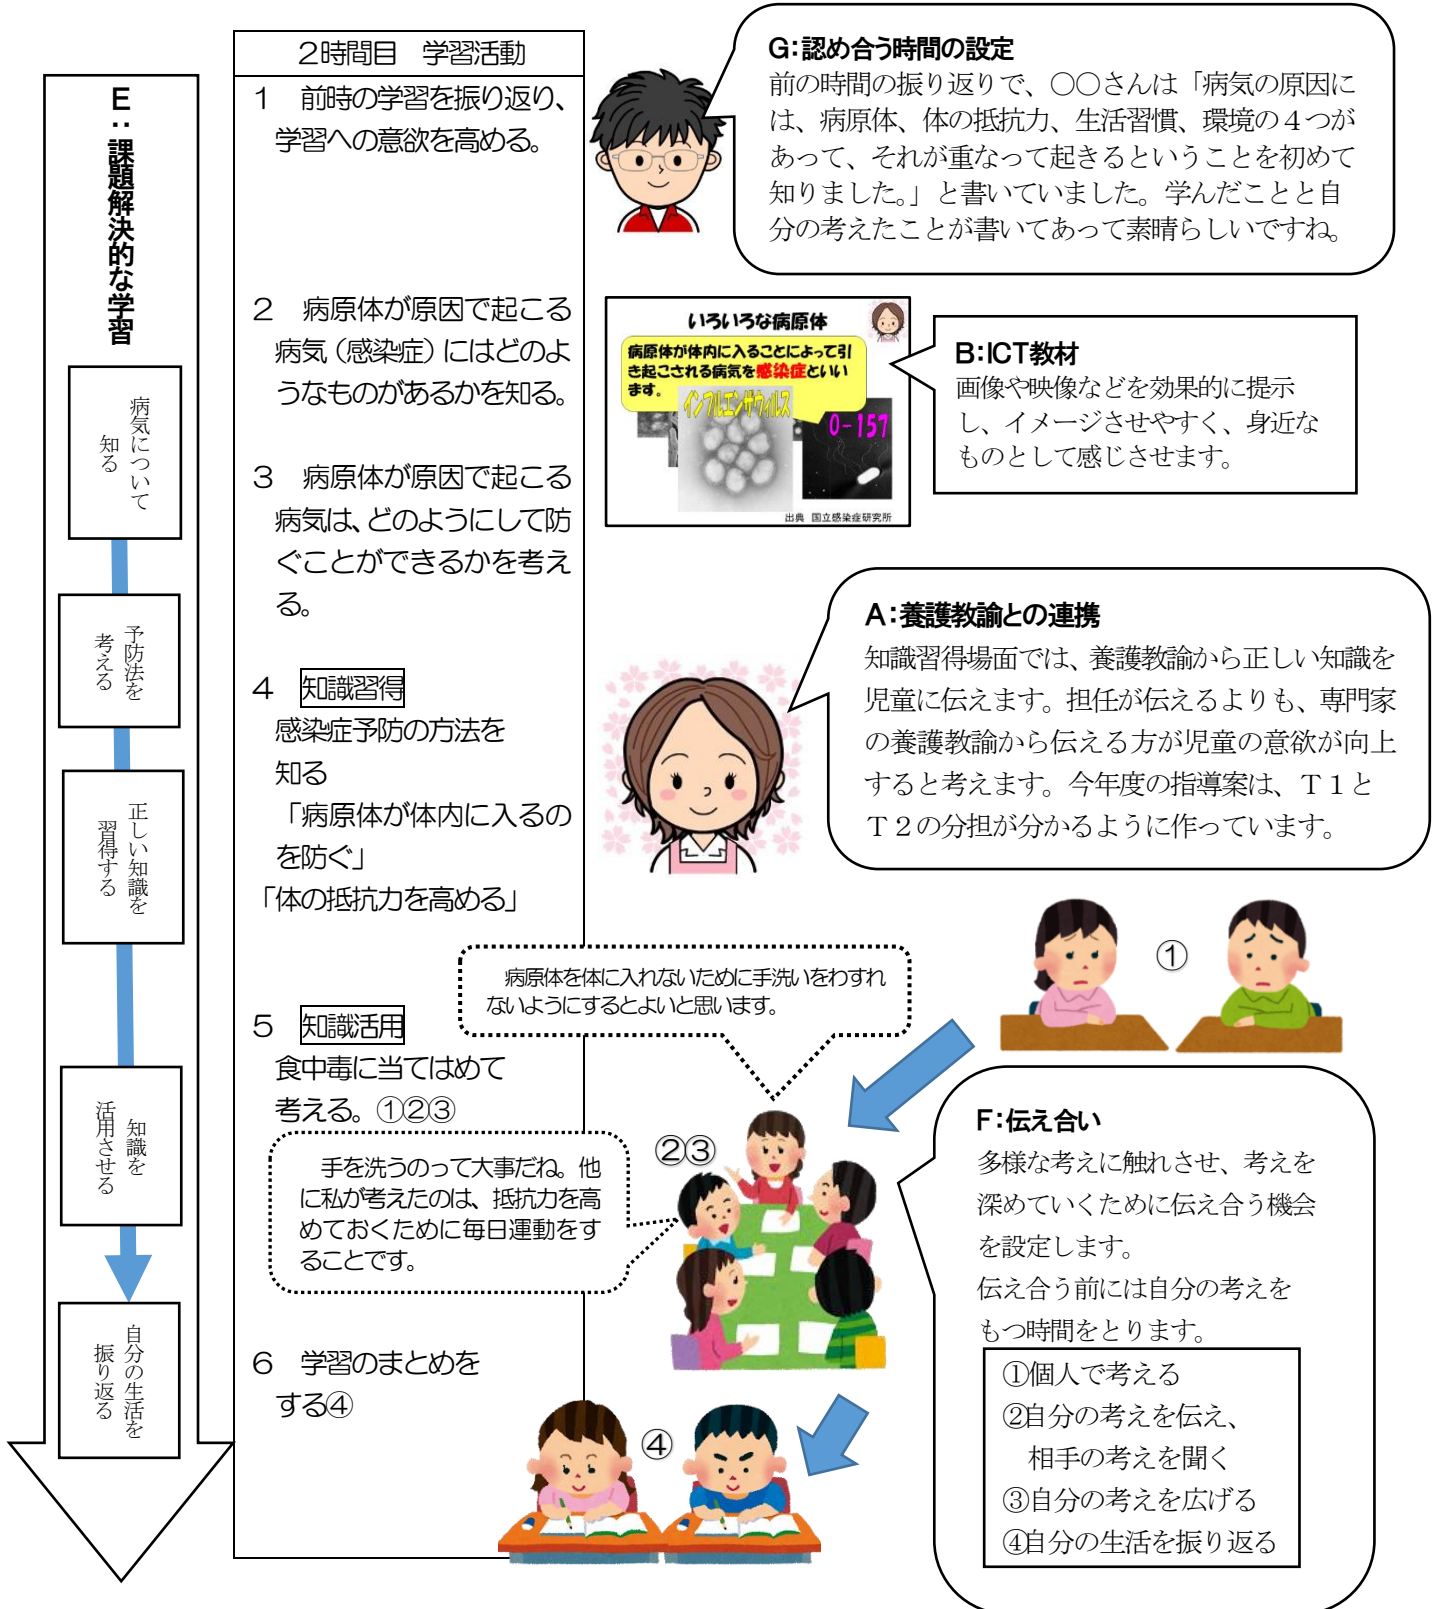 E：課題解決的な学習
病気について
知る
予防法を
考える
正しい知識を
習得する
知識を
活用させる
自分の生活を
振り返る
２時間目　学習活動
１　前時の学習を振り返り、
学習への意欲を高める。
２　病原体が原因で起こる
病気（感染症）にはどのよ
うなものがあるかを知る。
３　病原体が原因で起こる
病気は、どのようにして防
ぐことができるかを考え
る。
４　知識習得
感染症予防の方法を
知る
「病原体が体内に入るの
を防ぐ」
「体の抵抗力を高める」
５　知識活用
食中毒に当てはめて
考える。①②③
６　学習のまとめを
する④
G：認め合う時間の設定
前の時間の振り返りで、〇〇さんは「病気の原因に
は、病原体、体の抵抗力、生活習慣、環境の４つが
あって、それが重なって起きるということを初めて
知りました。」と書いていました。学んだことと自
分の考えたことが書いてあって素晴らしいですね。
いろいろな病原体
病原体が体内に入ることによって引
き起こされる病気を感染症といい
ます。
インフルエンザウィルス
O-157
出典　国立感染症研究所
B：ICT教材
画像や映像などを効果的に提示
し、イメージさせやすく、身近な
ものとして感じさせます。
A：養護教諭との連携
知識習得場面では、養護教諭から正しい知識を
児童に伝えます。担任が伝えるよりも、専門家
の養護教諭から伝える方が児童の意欲が向上
すると考えます。今年度の指導案は、Ｔ１と
Ｔ２の分担が分かるように作っています。
①
病原体を体に入れないために手洗いをわすれ
ないようにするとよいと思います。
②③
手を洗うのって大事だね。他
に私が考えたのは、抵抗力を高
めておくために毎日運動をす
ることです。
④
F：伝え合い
多様な考えに触れさせ、考えを
深めていくために伝え合う機会
を設定します。
伝え合う前には自分の考えを
もつ時間をとります。
①個人で考える
②自分の考えを伝え、
相手の考えを聞く
③自分の考えを広げる
④自分の生活を振り返る